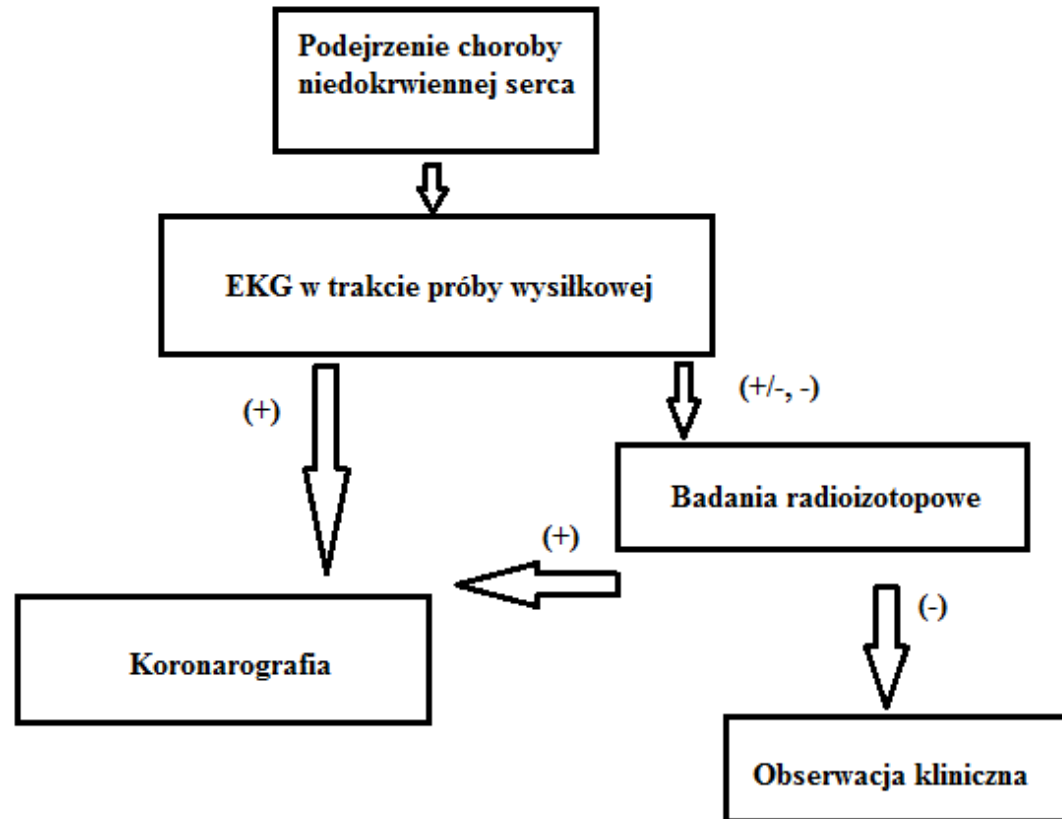 Podejrzenie choroby
niedokrwiennej serca
EKG w trakcie próby wysiłkowej
(+)
(+/-, -)
Badania radioizotopowe
(+)
(-)
Koronarografia
Obserwacja kliniczna